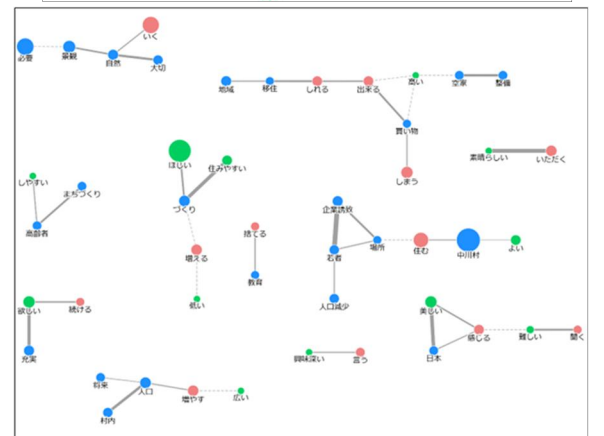 いく
必要
景観
自然
大切
地域
移住
しれる
出来る
高い
空家
整備
買い物
しまう
ほしい
住みやすい
づくり
増える
低い
しやすい
まちづくり
高齢者
捨てる
教育
素晴らしい
いただく
企業誘致
若者
場所
住む
中川村
よい
人口減少
欲しい
続ける
充実
美しい
感じる
難しい
聞く
日本
興味深い
言う
将来
人口
増やす
広い
村内